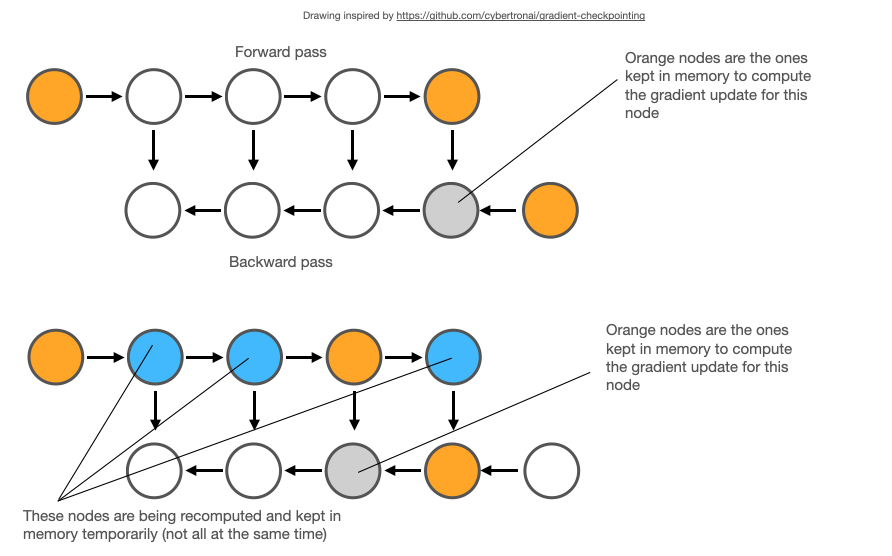 Drawing inspired by https://github.com/cybertronai/gradient-checkpointing
Forward pass
Orange nodes are the ones
kept in memory to compute
the gradient update for this
node
Backward pass
Orange nodes are the ones
kept in memory to compute
the gradient update for this
node
These nodes are being recomputed and kept in
memory temporarily (not all at the same time)